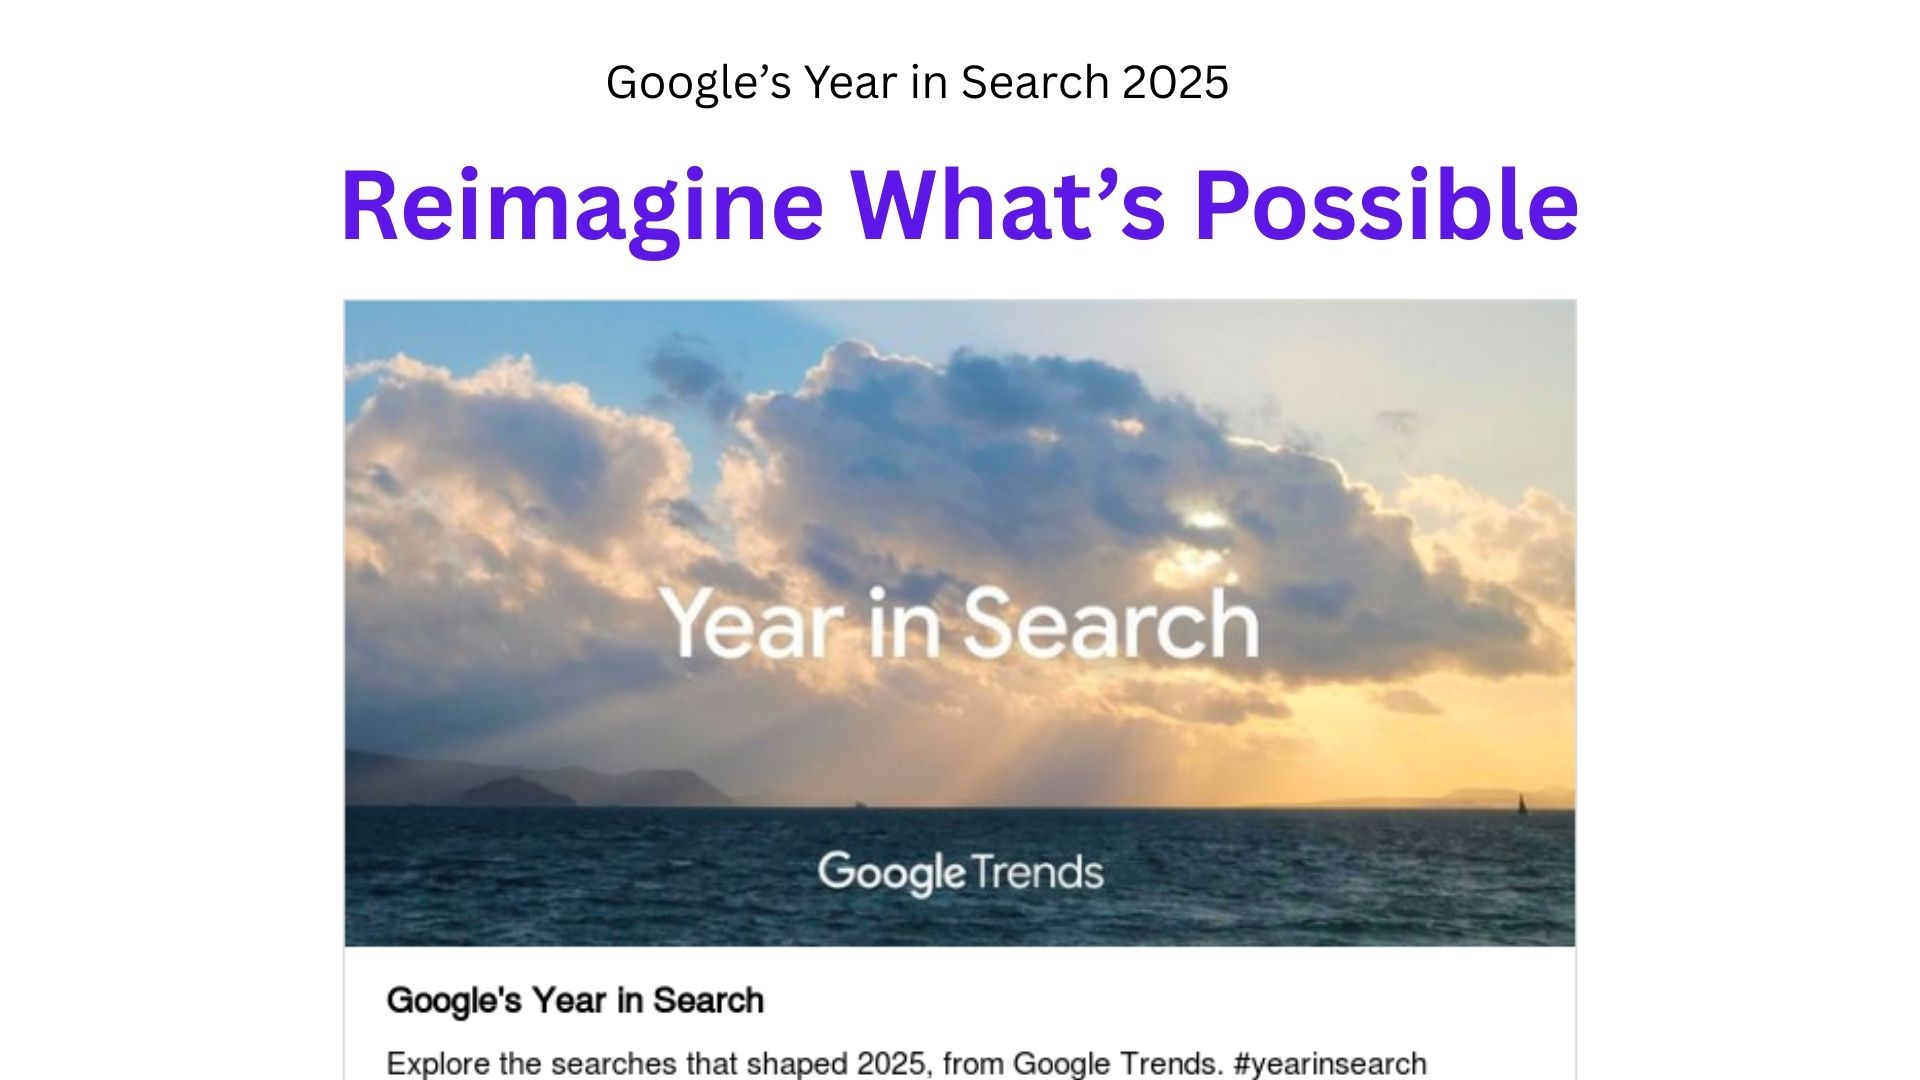 Google’s Year in Search 2025
Reimagine What’s Possible
Year in Search
Google Trends
Google's Year in Search
Explore the searches that shaped 2025, from Google Trends. #yearinsearch